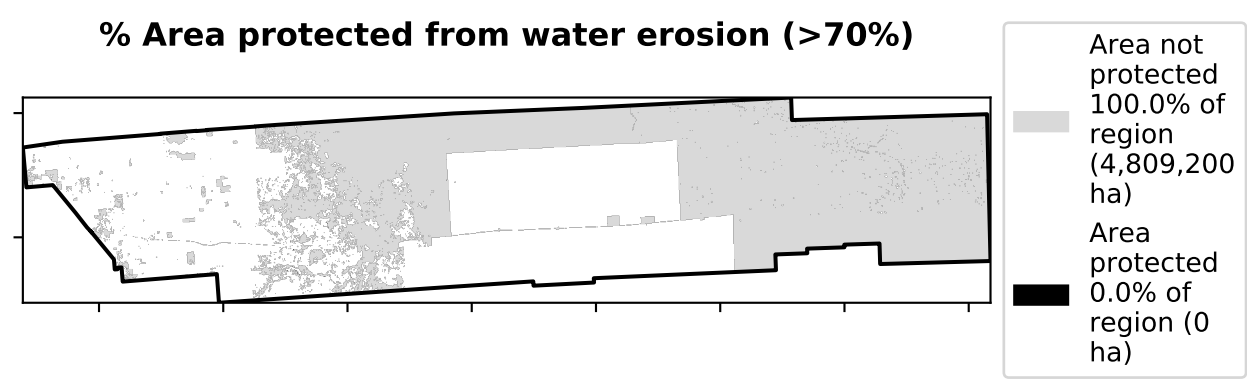 % Area protected from water erosion (>70%)
Area not
protected
100.0% of
region
(4,809,200
ha)
Area
protected
0.0% of
region (0
ha)